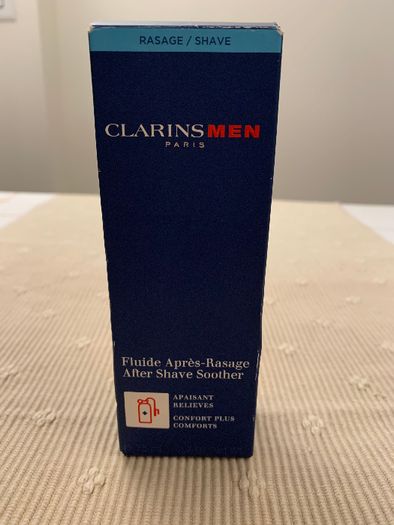 RASAGE / SHAVE
CLARINSMEN
PARIS
Fluide Après-Rasage
After Shave Soother
APAISANT
RELIEVES
CONFORT PLUS
COMFORTS